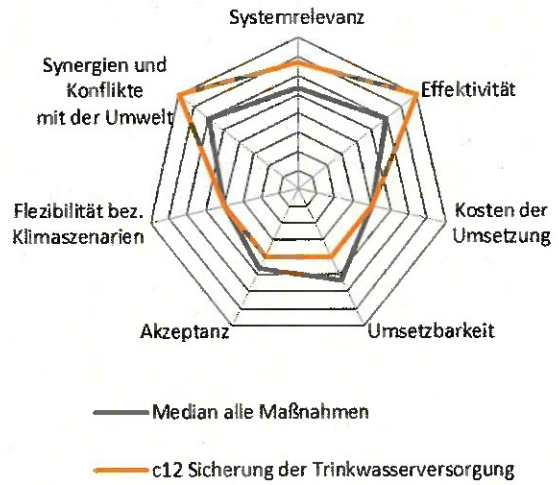 Systemrelevanz
Synergien und
Konflikte
mit der Umwelt
Effektivität
Flezibilität bez.
Klimaszenarien
Kosten der
Umsetzung
Akzeptanz
Umsetzbarkeit
Median alle Maßnahmen
c12 Sicherung der Trinkwasserversorgung